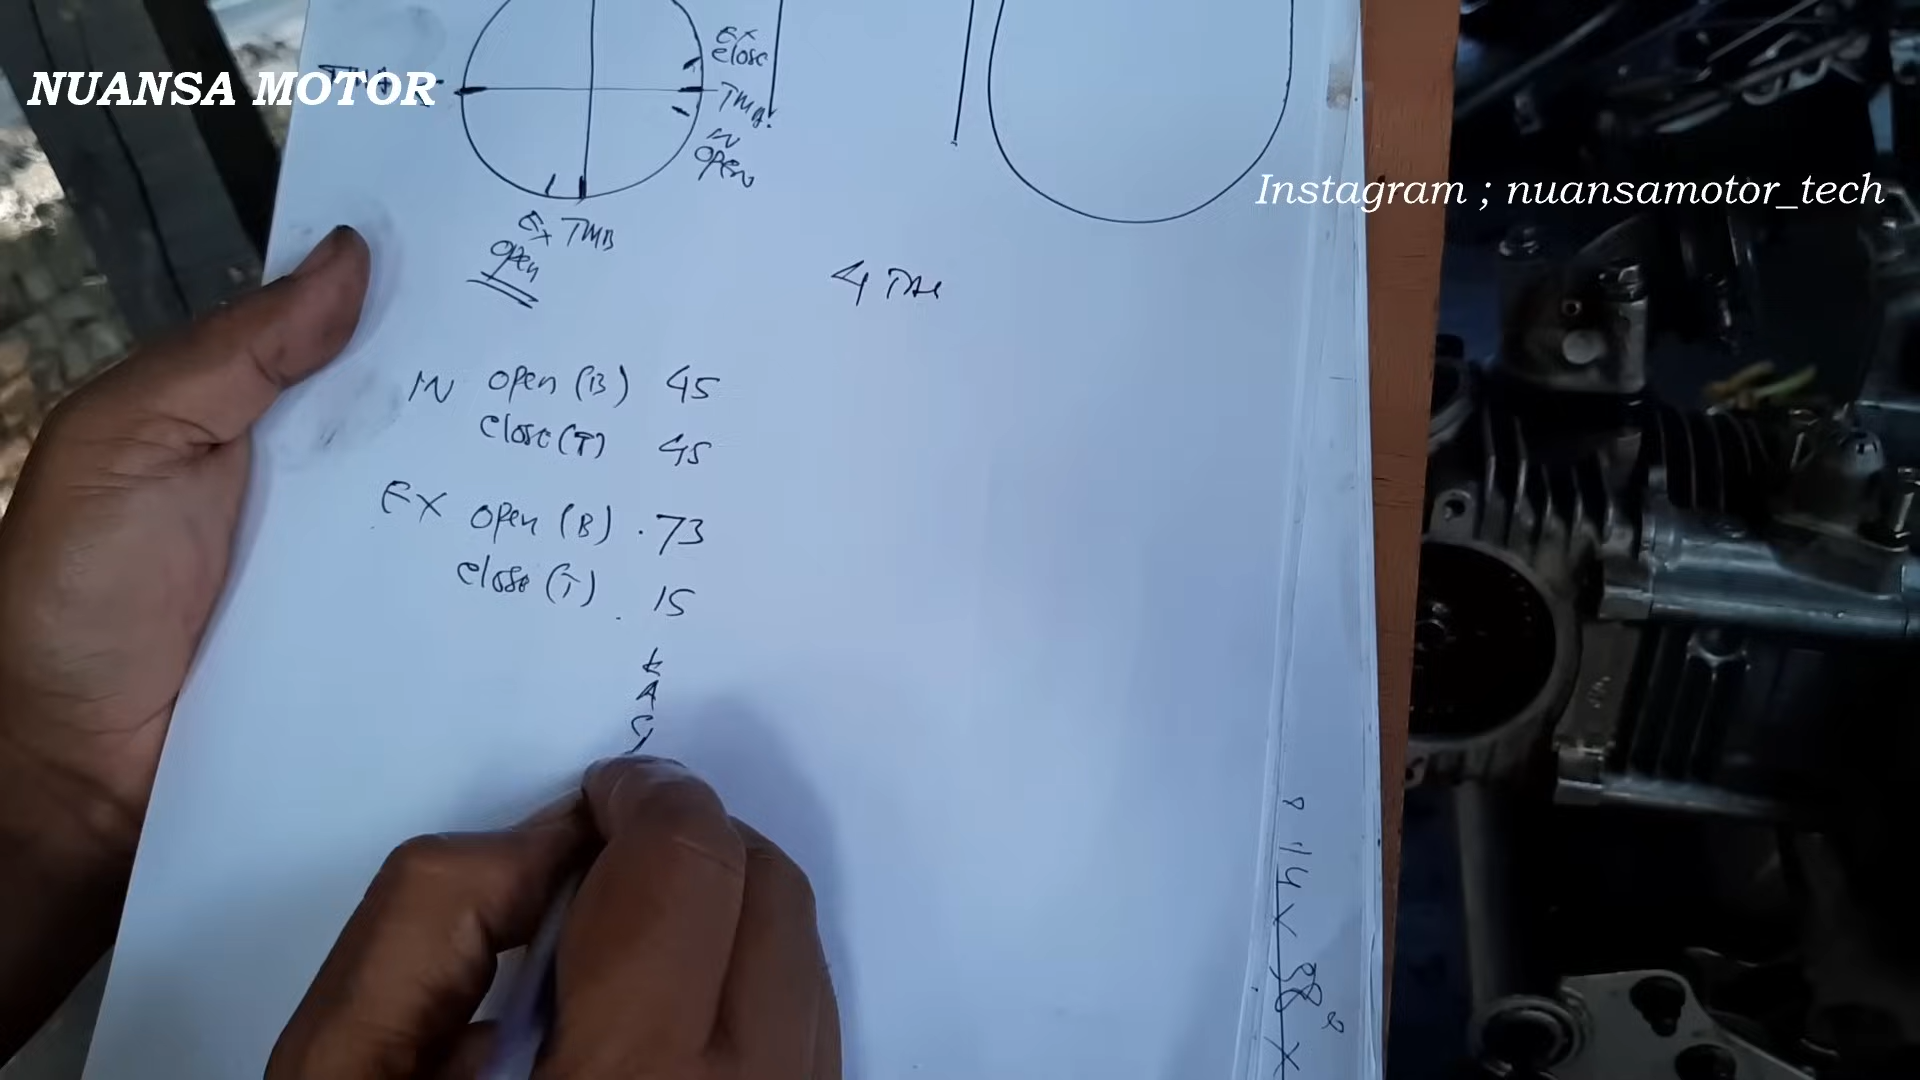 NUANSA MOTOR
Instagram ; nuansamotor_tech
EX
close
TMA
IN
open
EX TMB
open
4 TAK
IN open (B) 45
close (T) 45
EX open (B) . 73
close (T) 15